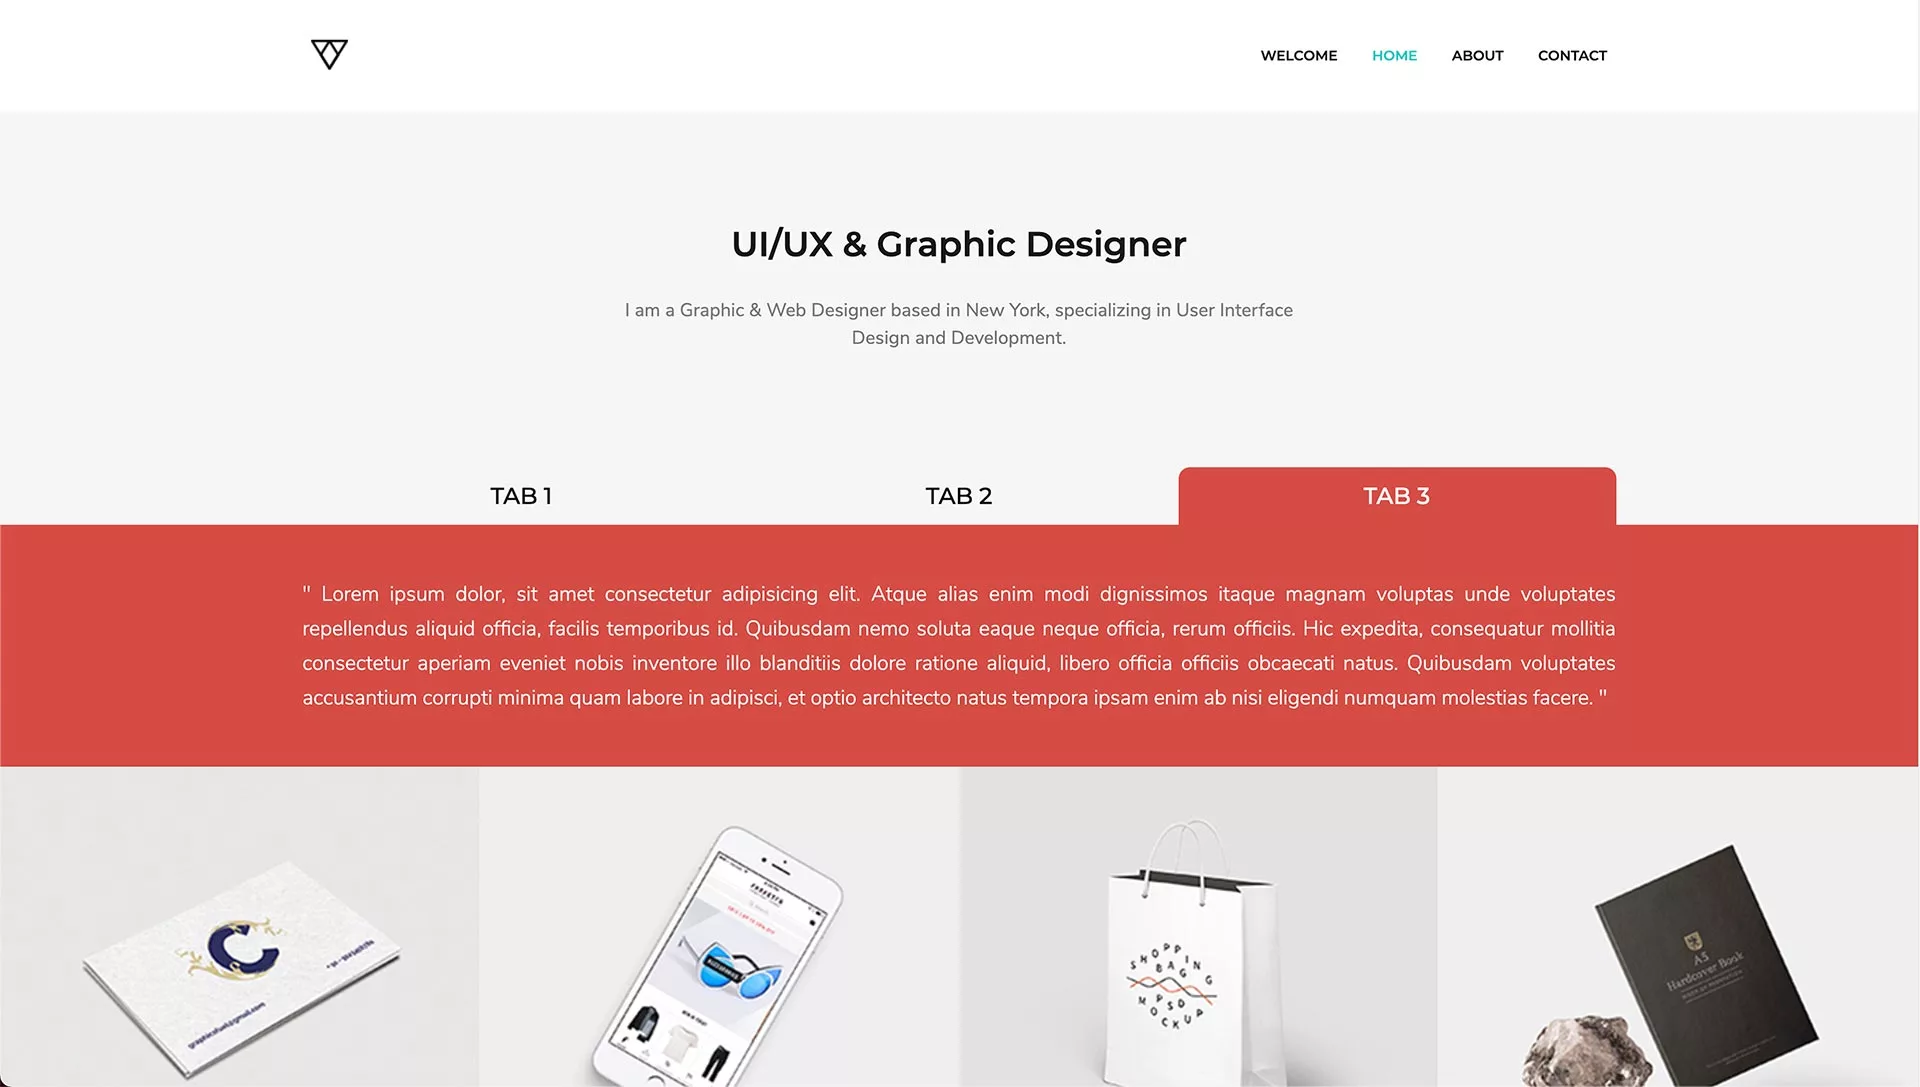 WELCOME HOME ABOUT CONTACT
UI/UX & Graphic Designer
I am a Graphic & Web Designer based in New York, specializing in User Interface
Design and Development.
TAB 1 TAB 2 TAB 3
" Lorem ipsum dolor, sit amet consectetur adipisicing elit. Atque alias enim modi dignissimos itaque magnam voluptas unde voluptates
repellendus aliquid officia, facilis temporibus id. Quibusdam nemo soluta eaque neque officia, rerum officiis. Hic expedita, consequatur mollitia
consectetur aperiam eveniet nobis inventore illo blanditiis dolore ratione aliquid, libero officia officiis obcaecati natus. Quibusdam voluptates
accusantium corrupti minima quam labore in adipisci, et optio architecto natus tempora ipsam enim ab nisi eligendi numquam molestias facere. "
C
graphicsfuel@gmail.com
SHOPPING
BAG
PSD
MOCKUP
A5
Hardcover Book